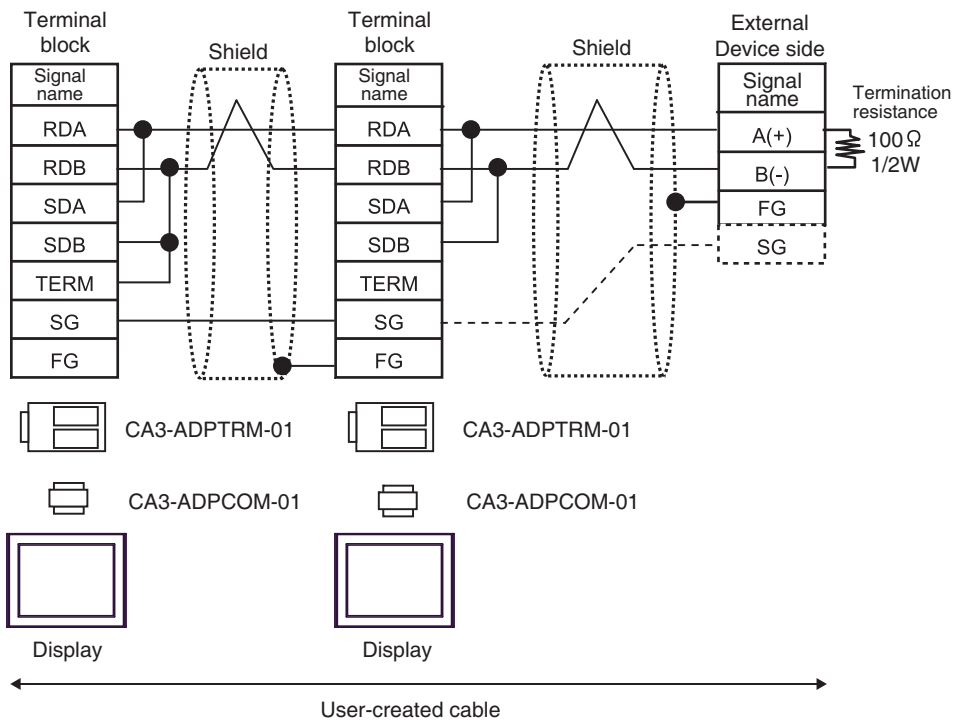 Terminal
block
Signal
name
RDA
RDB
SDA
SDB
TERM
SG
FG
Shield
Terminal
block
Signal
name
RDA
RDB
SDA
SDB
TERM
SG
FG
Shield
External
Device side
Signal
name
A(+)
B(-)
FG
SG
Termination
resistance
100 Ω
1/2W
CA3-ADPTRM-01
CA3-ADPTRM-01
CA3-ADPCOM-01
CA3-ADPCOM-01
Display
Display
User-created cable